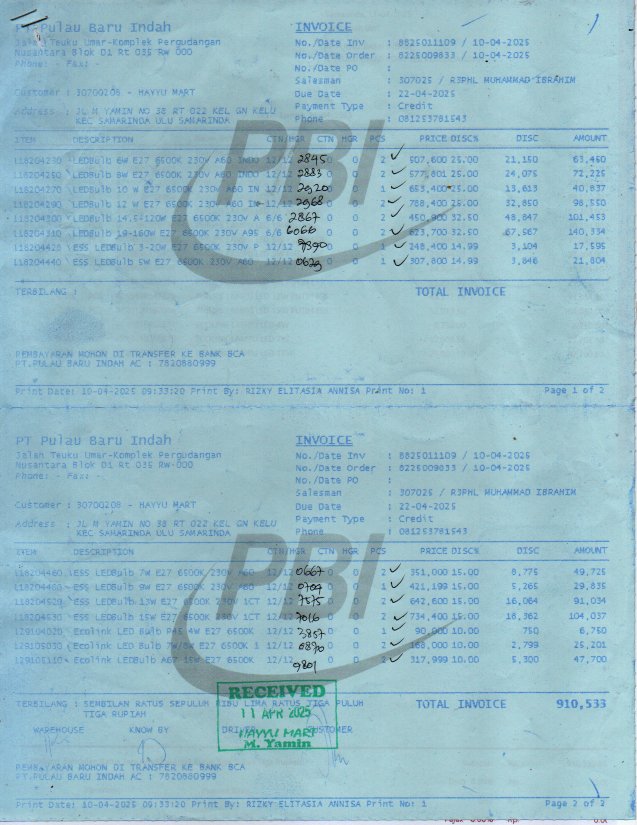 PT Pulau Baru Indah
Jalan Teuku Umar-Komplek Pergudangan
Nusantara Blok D1 Rt 035 RW 000
Phone: - Fax: -
Customer : 30700208 - HAYYU MART
Address : JL M YAMIN NO 38 RT 022 KEL GN KELU
KEC SAMARINDA ULU SAMARINDA
INVOICE
No./Date Inv : 8825011109 / 10-04-2025
No./Date Order : 8225009833 / 10-04-2025
No./Date PO :
Salesman : 307025 / R3PHL MUHAMMAD IBRAHIM
Due Date : 22-04-2025
Payment Type : Credit
Phone : 081253781543
PBI
ITEM DESCRIPTION CTN/HGR CTN HGR PCS PRICE DISC% DISC AMOUNT
118204230 LEDBulb 6W E27 6500K 230V A60 INDO 12/12 2845 0 0 2 507,600 25.00 21,150 63,450
118204250 LEDBulb 8W E27 6500K 230V A60 INDO 12/12 2883 0 0 2 577,801 25.00 24,075 72,225
118204270 LEDBulb 10 W E27 6500K 230V A60 IN 12/12 2920 0 0 1 653,400 25.00 13,613 40,837
118204290 LEDBulb 12 W E27 6500K 230V A60 IN 12/12 2968 0 0 2 788,400 25.00 32,850 98,550
118204300 LEDBulb 14.5-120W E27 6500K 230V A 6/6 2867 0 0 2 450,900 32.50 48,847 101,453
118204310 LEDBulb 19-160W E27 6500K 230V A95 6/6 6066 0 0 2 623,700 32.50 67,567 140,334
118204420 ESS LEDBulb 3-20W E27 6500K 230V P 12/12 0 0 1 248,400 14.99 3,104 17,595
118204440 ESS LEDBulb 5W E27 6500K 230V A60 12/12 0629 0 0 1 307,800 14.99 3,846 21,804
TERBILANG : TOTAL INVOICE
PEMBAYARAN MOHON DI TRANSFER KE BANK BCA
PT.PULAU BARU INDAH AC : 7820880999
Print Date: 10-04-2025 09:33:20 Print By: RIZKY ELITASIA ANNISA Print No: 1 Page 1 of 2
PT Pulau Baru Indah
Jalan Teuku Umar-Komplek Pergudangan
Nusantara Blok D1 Rt 035 RW 000
Phone: - Fax: -
Customer : 30700208 - HAYYU MART
Address : JL M YAMIN NO 38 RT 022 KEL GN KELU
KEC SAMARINDA ULU SAMARINDA
INVOICE
No./Date Inv : 8825011109 / 10-04-2025
No./Date Order : 8225009833 / 10-04-2025
No./Date PO :
Salesman : 307025 / R3PHL MUHAMMAD IBRAHIM
Due Date : 22-04-2025
Payment Type : Credit
Phone : 081253781543
PBI
ITEM DESCRIPTION CTN/HGR CTN HGR PCS PRICE DISC% DISC AMOUNT
118204460 ESS LEDBulb 7W E27 6500K 230V A60 12/12 0667 0 0 2 351,000 15.00 8,775 49,725
118204480 ESS LEDBulb 9W E27 6500K 230V A60 12/12 0704 0 0 1 421,199 15.00 5,265 29,835
118204520 ESS LEDBulb 13W E27 6500K 230V 1CT 12/12 7575 0 0 2 642,600 15.00 16,064 91,034
118204530 ESS LEDBulb 15W E27 6500K 230V 1CT 12/12 7016 0 0 2 734,400 15.00 18,362 104,037
129104020 Ecolink LED Bulb P45 4W E27 6500K 12/12 3857 0 0 1 90,000 10.00 750 6,750
129105030 Ecolink LED Bulb 7W E27 6500K 1 12/12 0870 0 0 2 168,000 10.00 2,799 25,201
129105110 Ecolink LEDBulb A67 15W E27 6500K 12/12 9801 0 0 2 317,999 10.00 5,300 47,700
TERBILANG : SEMBILAN RATUS SEPULUH RIBU LIMA RATUS TIGA PULUH
TIGA RUPIAH
TOTAL INVOICE 910,533
WAREHOUSE KNOW BY DRIVER CUSTOMER
RECEIVED
11 APR 2025
HAYYU MART
M. Yamin
PEMBAYARAN MOHON DI TRANSFER KE BANK BCA
PT.PULAU BARU INDAH AC : 7820880999
Print Date: 10-04-2025 09:33:20 Print By: RIZKY ELITASIA ANNISA Print No: 1 Page 2 of 2